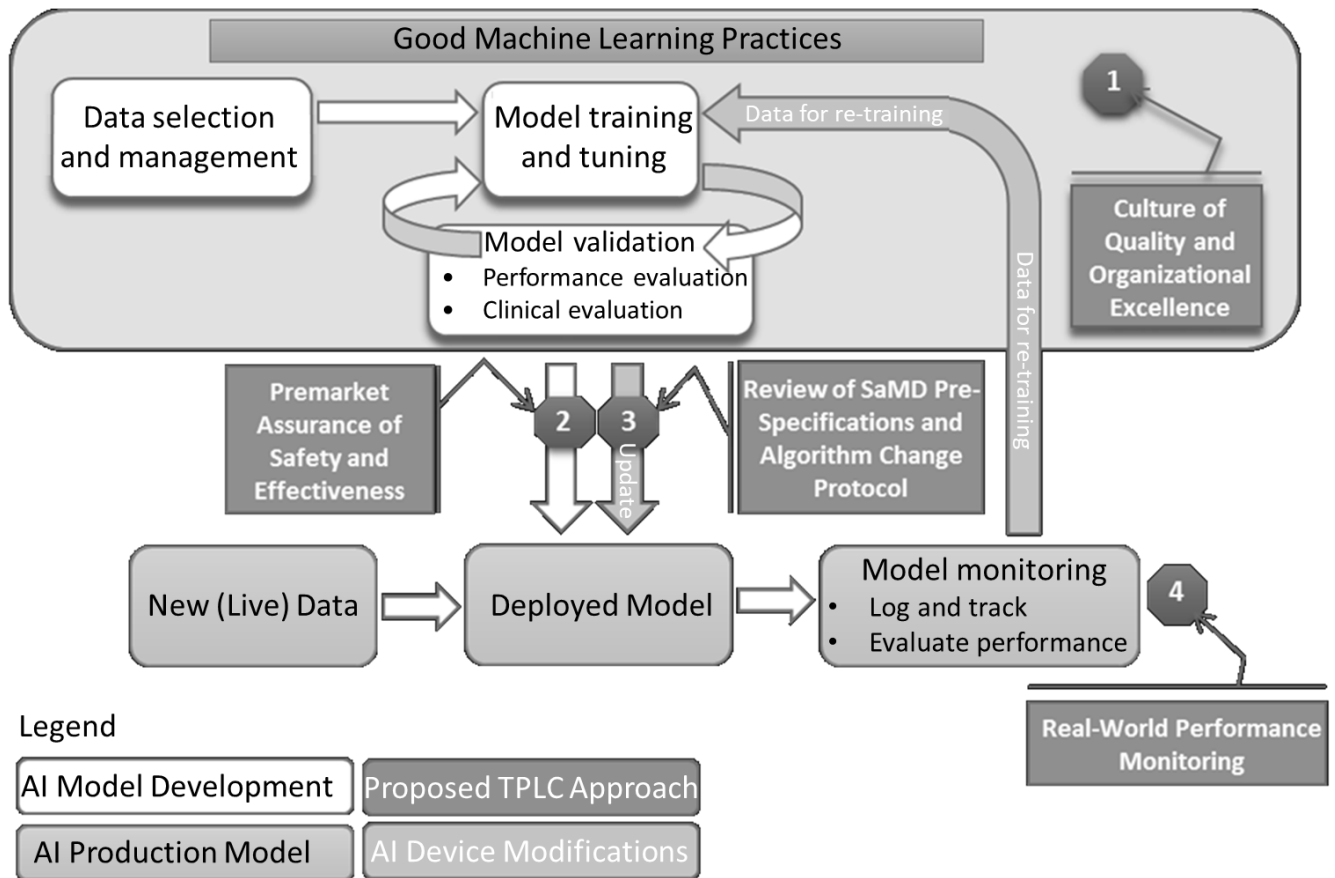 Good Machine Learning Practices
Data selection
and management
Model training
and tuning
Data for re-training
1
Culture of
Quality and
Organizational
Excellence
Model validation
• Performance evaluation
• Clinical evaluation
Data for re-training
Premarket
Assurance of
Safety and
Effectiveness
2
3
Update
Review of SaMD Pre-
Specifications and
Algorithm Change
Protocol
New (Live) Data
Deployed Model
Model monitoring
• Log and track
• Evaluate performance
4
Real-World Performance
Monitoring
Legend
AI Model Development
Proposed TPLC Approach
AI Production Model
AI Device Modifications